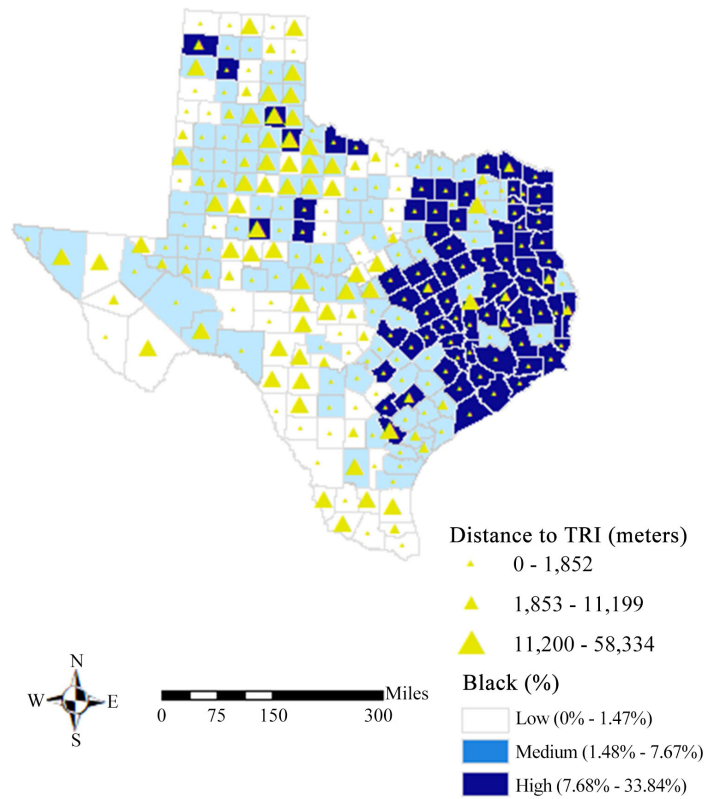 Distance to TRI (meters)
0 - 1,852
1,853 - 11,199
11,200 - 58,334
Black (%)
Low (0% - 1.47%)
Medium (1.48% - 7.67%)
High (7.68% - 33.84%)
N
W E
S
Miles
0 75 150 300